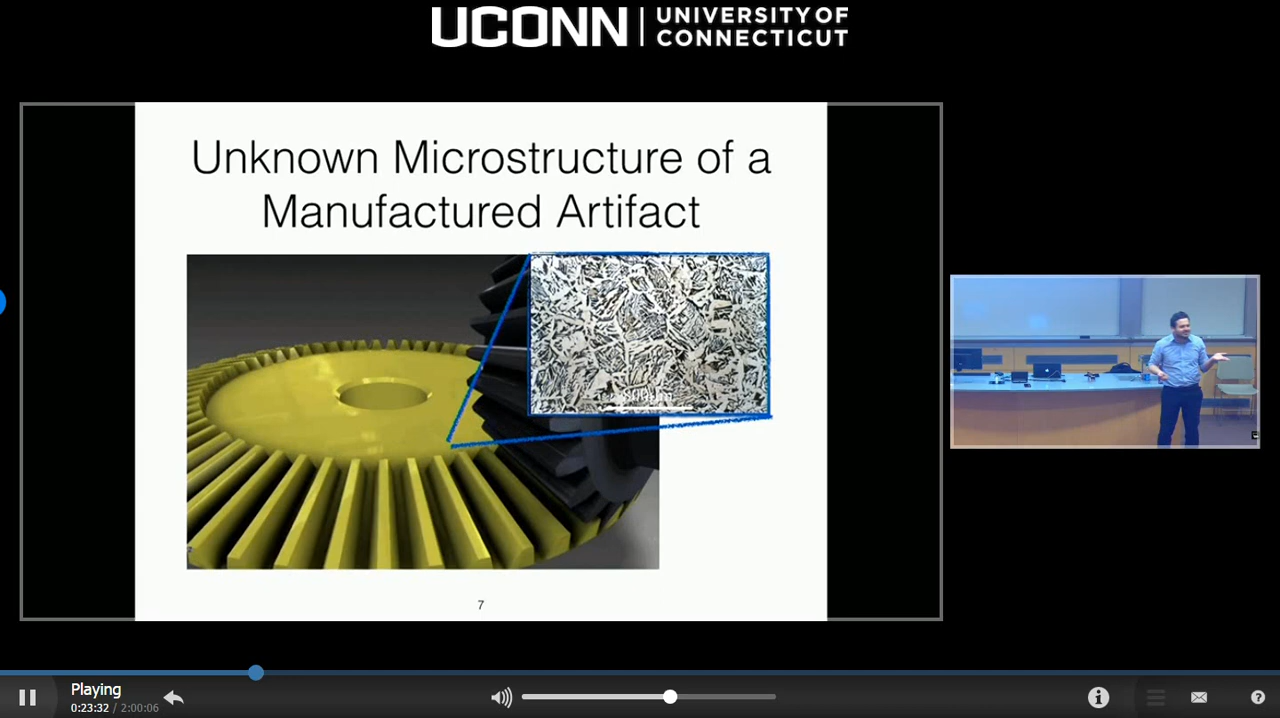 UCONN
UNIVERSITY OF
CONNECTICUT
Unknown Microstructure of a
Manufactured Artifact
7
Playing
0:23:32 / 2:00:06